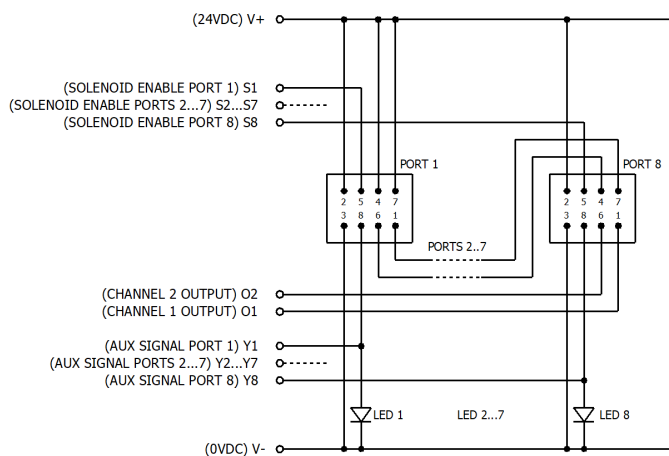 (24VDC) V+
(SOLENOID ENABLE PORT 1) S1
(SOLENOID ENABLE PORTS 2...7) S2...S7
(SOLENOID ENABLE PORT 8) S8
PORT 1
PORT 8
2 5 4 7
3 8 6 1
2 5 4 7
3 8 6 1
PORTS 2..7
(CHANNEL 2 OUTPUT) O2
(CHANNEL 1 OUTPUT) O1
(AUX SIGNAL PORT 1) Y1
(AUX SIGNAL PORTS 2...7) Y2...Y7
(AUX SIGNAL PORT 8) Y8
LED 1
LED 2...7
LED 8
(0VDC) V-